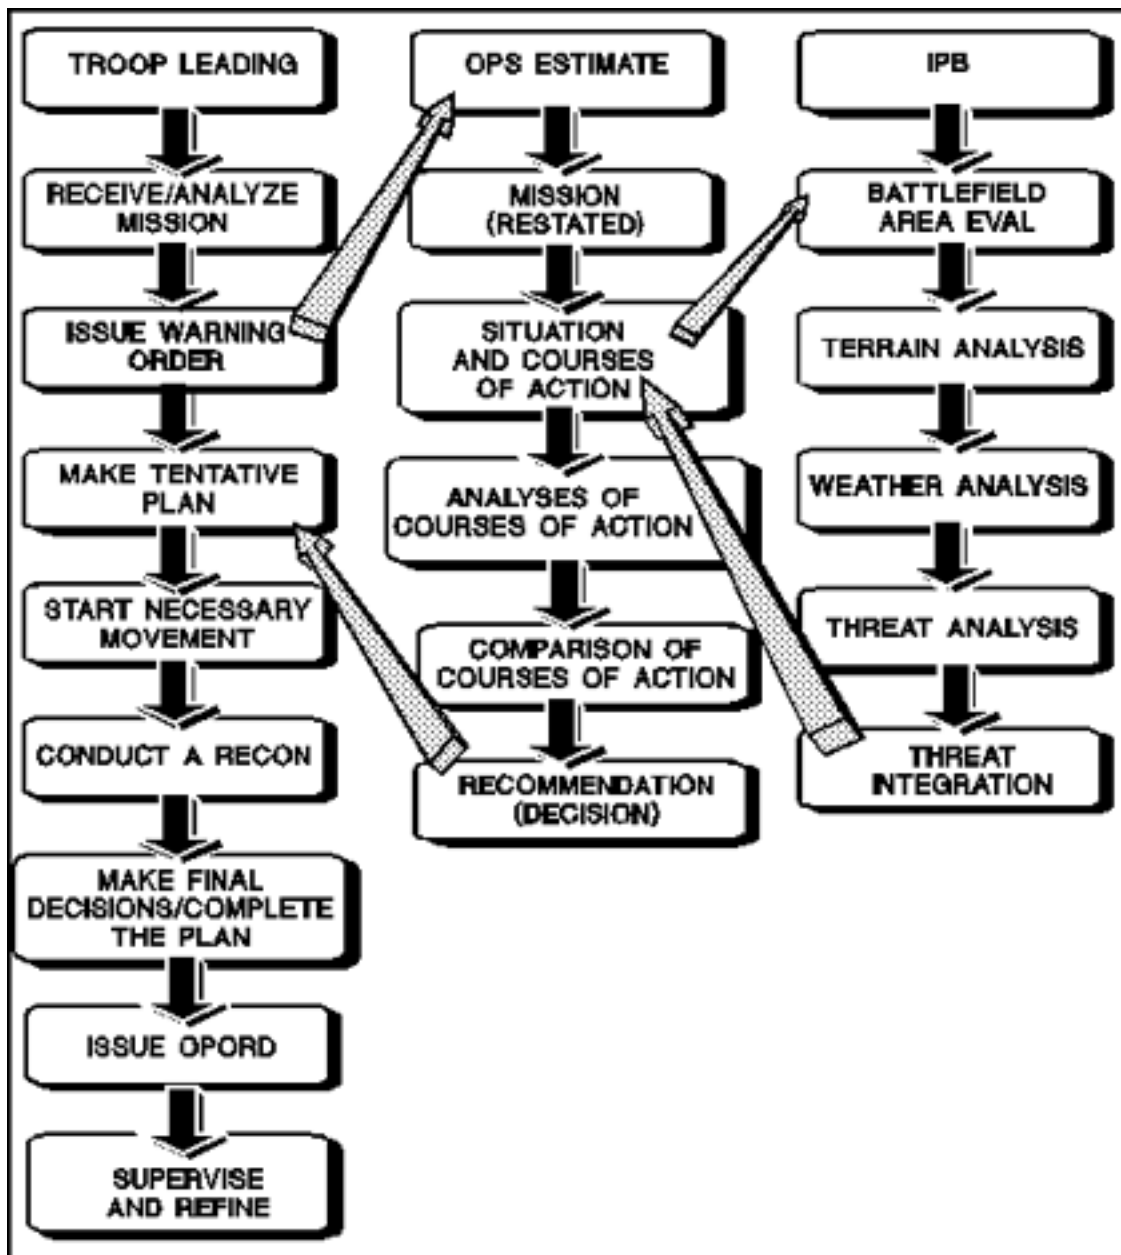 TROOP LEADING
RECEIVE/ANALYZE
MISSION
ISSUE WARNING
ORDER
MAKE TENTATIVE
PLAN
START NECESSARY
MOVEMENT
CONDUCT A RECON
MAKE FINAL
DECISIONS/COMPLETE
THE PLAN
ISSUE OPORD
SUPERVISE
AND REFINE
OPS ESTIMATE
MISSION
(RESTATED)
SITUATION
AND COURSES
OF ACTION
ANALYSES OF
COURSES OF ACTION
COMPARISON OF
COURSES OF ACTION
RECOMMENDATION
(DECISION)
IPB
BATTLEFIELD
AREA EVAL
TERRAIN ANALYSIS
WEATHER ANALYSIS
THREAT ANALYSIS
THREAT
INTEGRATION